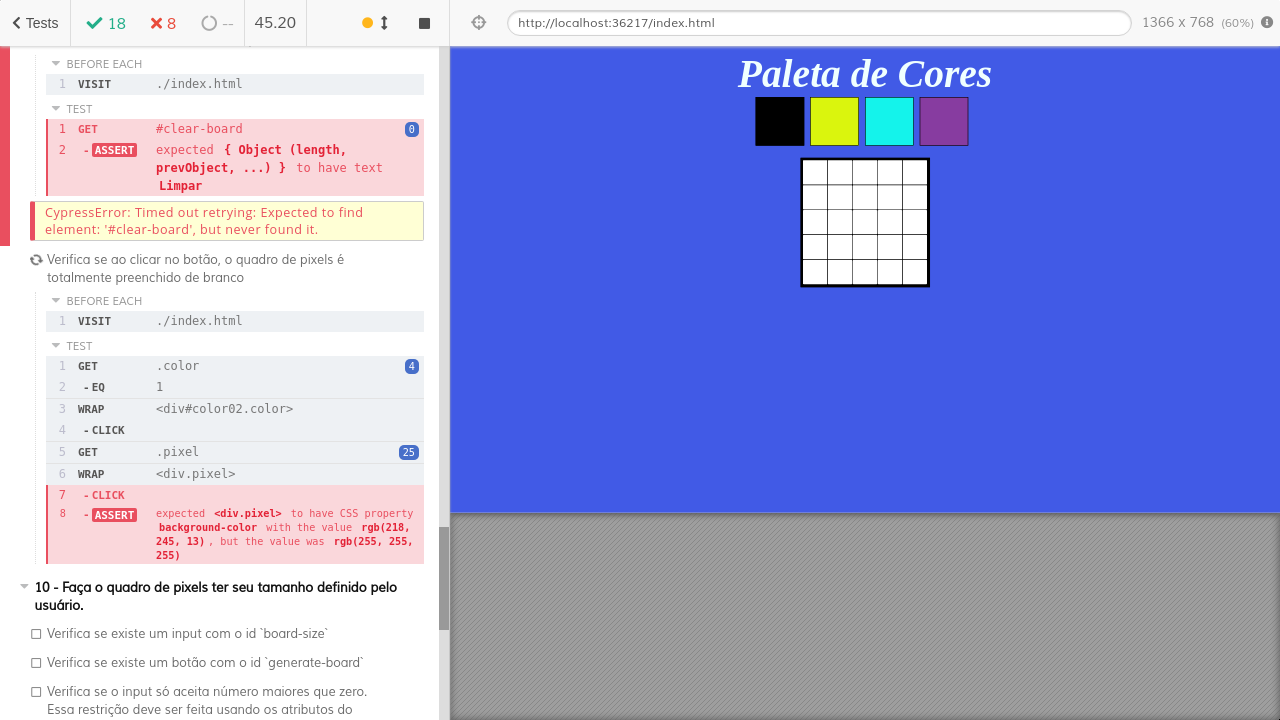 Tests 18 8 -- 45.20 http://localhost:36217/index.html 1366 x 768 (60%)
BEFORE EACH
1 VISIT ./index.html
TEST
1 GET #clear-board 0
2 - ASSERT expected { Object (length,
prevObject, ...) } to have text
Limpar
CypressError: Timed out retrying: Expected to find
element: '#clear-board', but never found it.
Verifica se ao clicar no botão, o quadro de pixels é
totalmente preenchido de branco
BEFORE EACH
1 VISIT ./index.html
TEST
1 GET .color 4
2 - EQ 1
3 WRAP <div#color02.color>
4 - CLICK
5 GET .pixel 25
6 WRAP <div.pixel>
7 - CLICK
8 - ASSERT expected <div.pixel> to have CSS property
background-color with the value rgb(218,
245, 13), but the value was rgb(255, 255,
255)
10 - Faça o quadro de pixels ter seu tamanho definido pelo
usuário.
Verifica se existe um input com o id `board-size`
Verifica se existe um botão com o id `generate-board`
Verifica se o input só aceita número maiores que zero.
Essa restrição deve ser feita usando os atributos do
Paleta de Cores